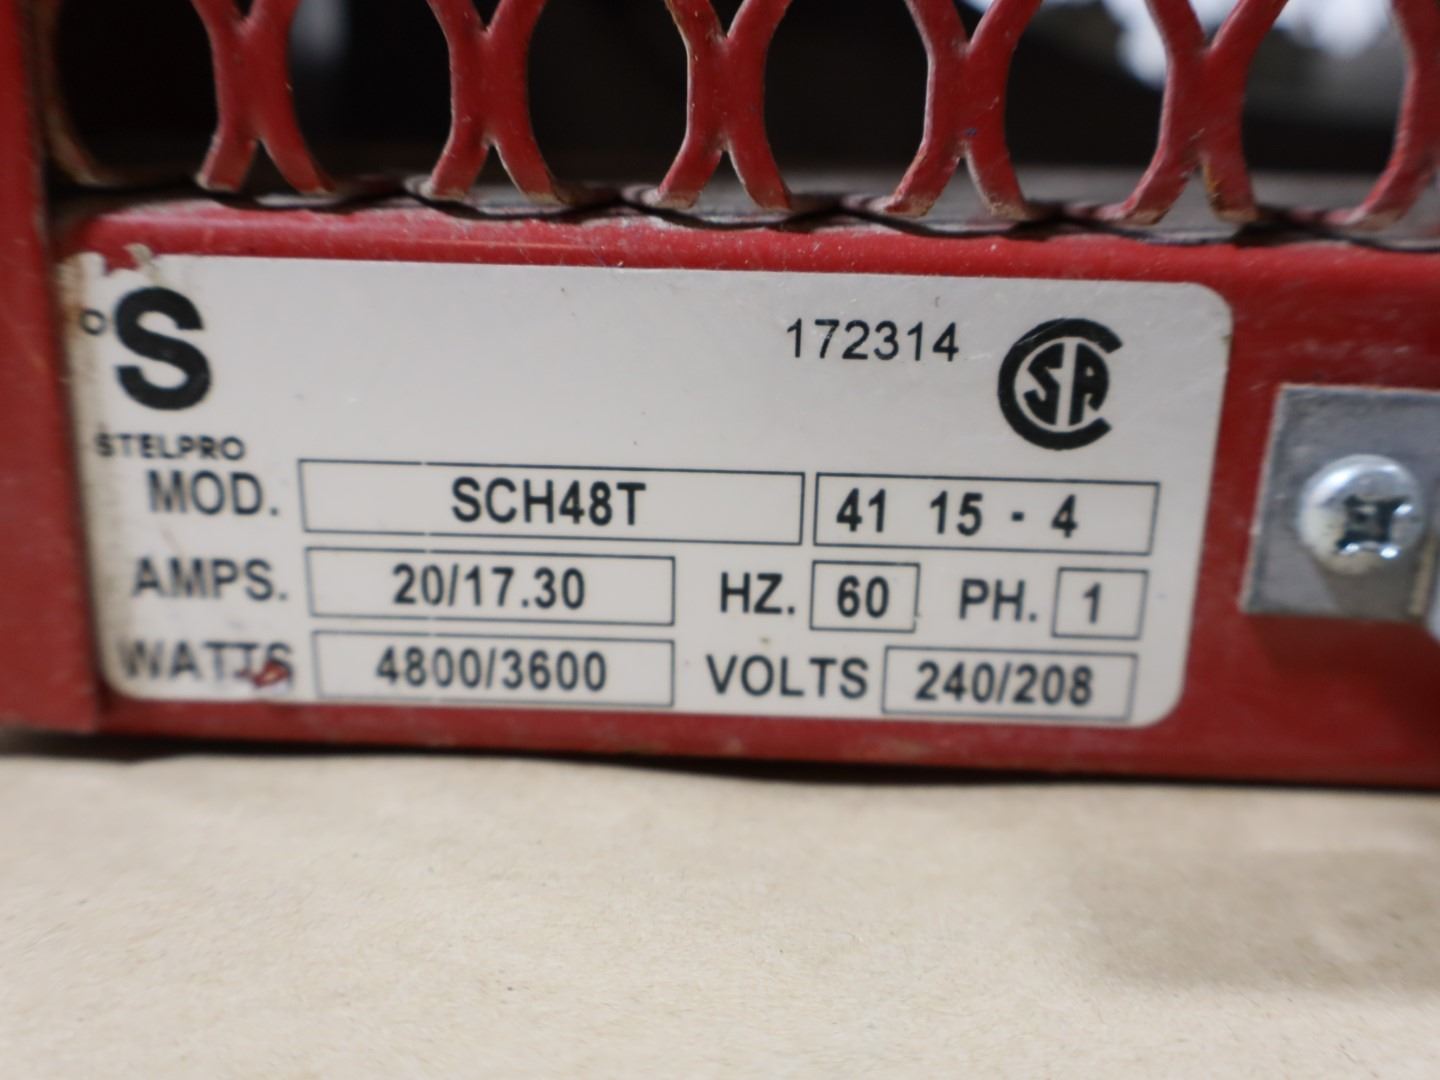 S
STELPRO
172314
CSA
MOD. SCH48T 41 15 - 4
AMPS. 20/17.30 HZ. 60 PH. 1
WATTS 4800/3600 VOLTS 240/208